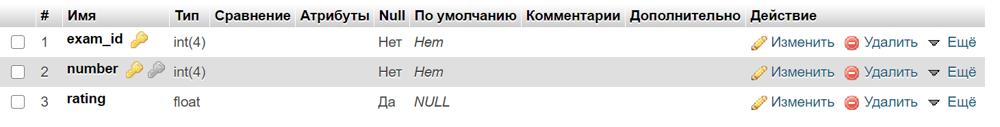 # Имя Тип Сравнение Атрибуты Null По умолчанию Комментарии Дополнительно Действие
1 exam_id int(4) Нет Нет Изменить Удалить Ещё
2 number int(4) Нет Нет Изменить Удалить Ещё
3 rating float Да NULL Изменить Удалить Ещё